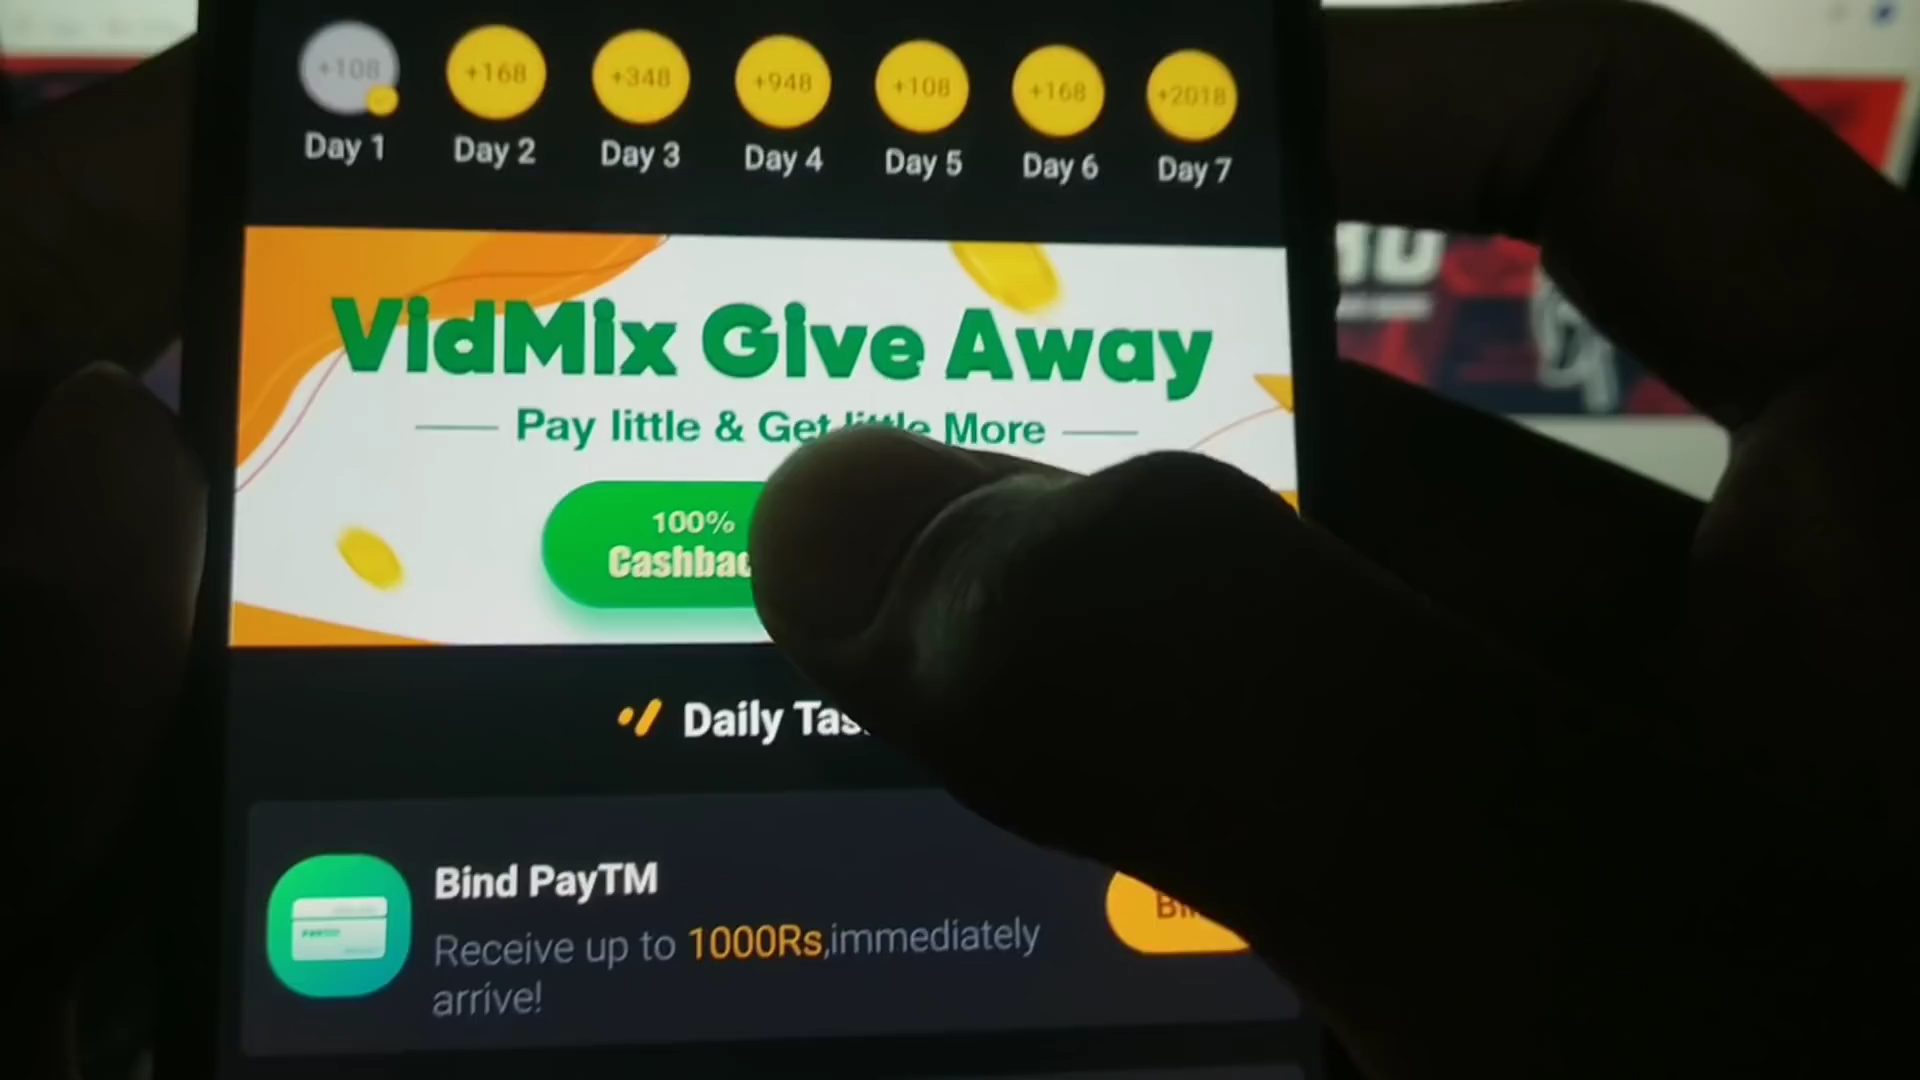 +108 +168 +348 +948 +108 +168 +2018
Day 1 Day 2 Day 3 Day 4 Day 5 Day 6 Day 7
VidMix Give Away
Pay little & Get little More
100%
Daily
Bind PayTM
Receive up to 1000Rs,immediately
arrive!